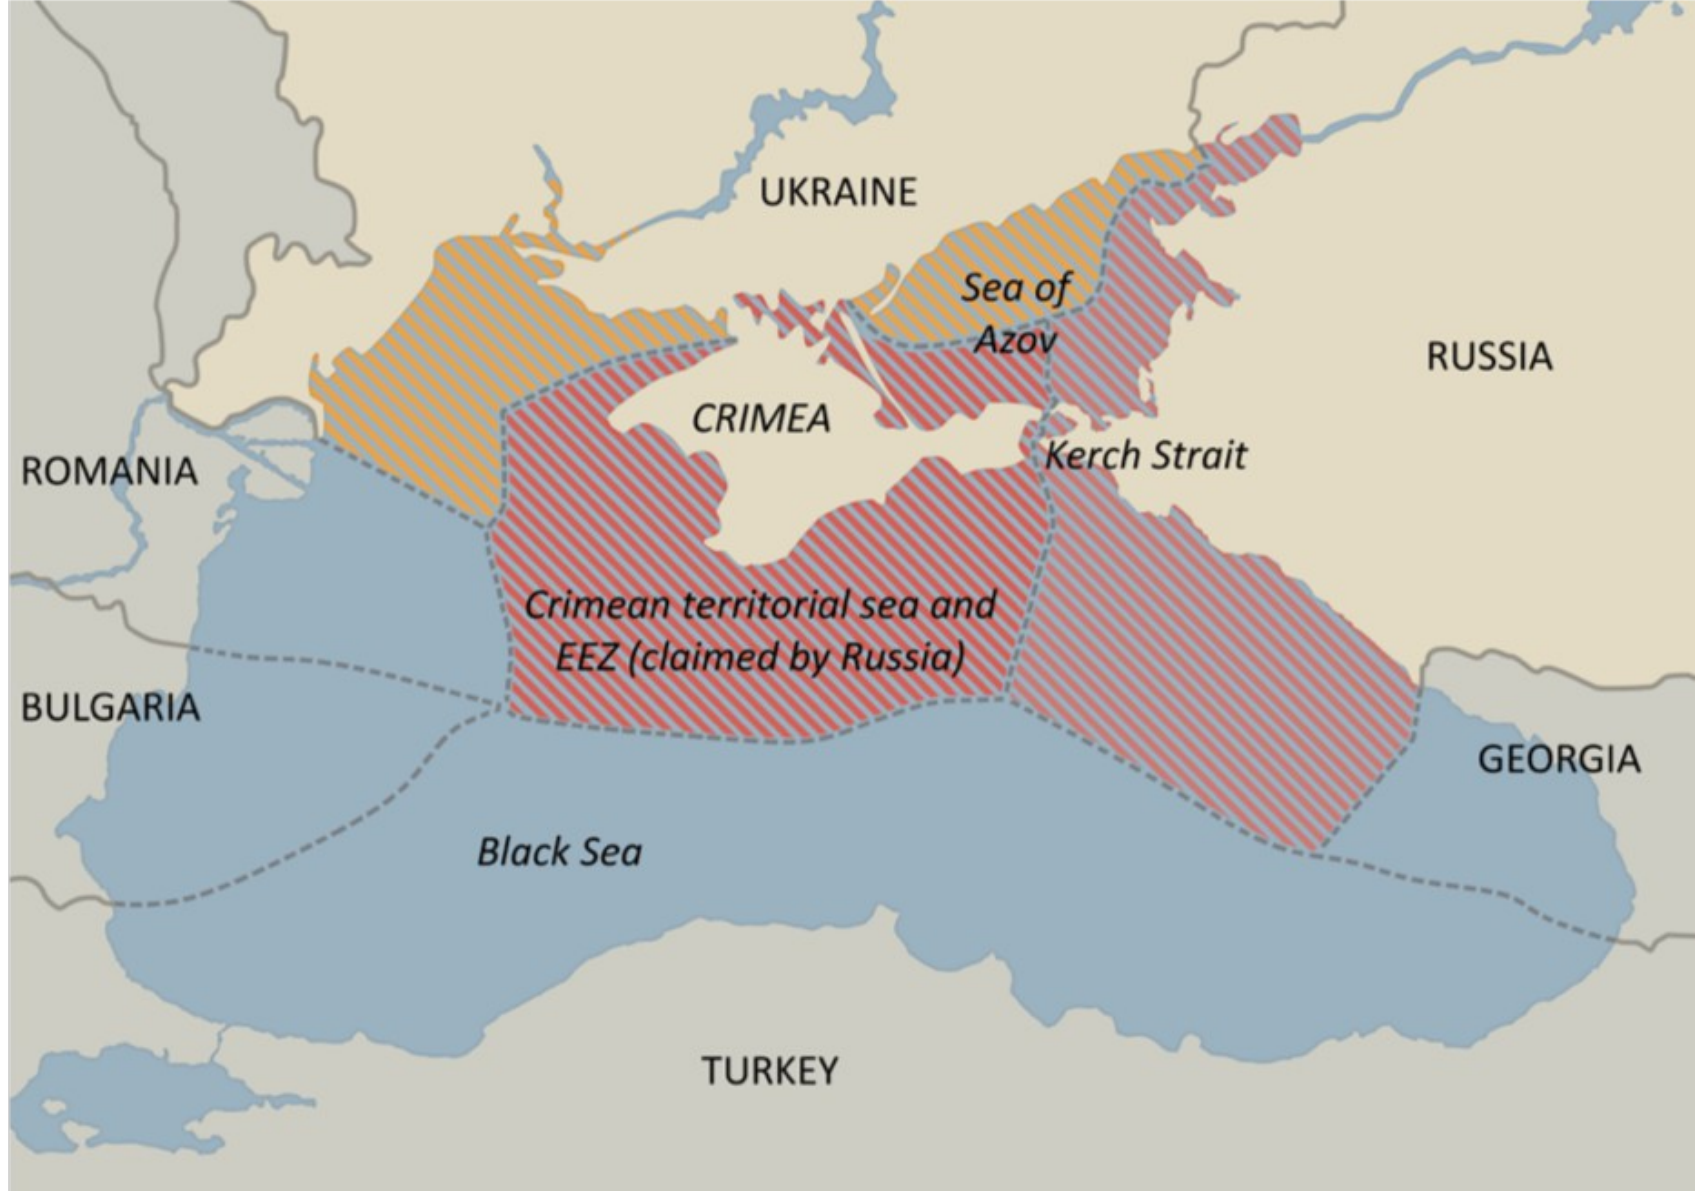 UKRAINE
Sea of
Azov
RUSSIA
CRIMEA
Kerch Strait
ROMANIA
Crimean territorial sea and
EEZ (claimed by Russia)
BULGARIA
GEORGIA
Black Sea
TURKEY